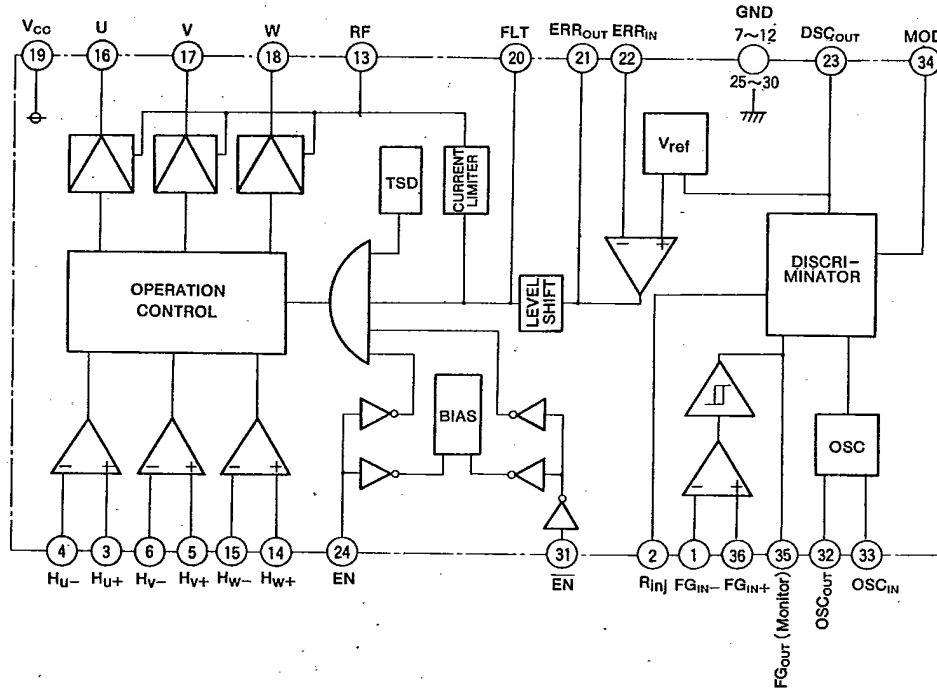 VCC U V W RF FLT ERROUT ERRIN GND DSCOUT MOD
19 16 17 18 13 20 21 22 7~12 23 34
25~30
Vref
TSD
CURRENT
LIMITER
OPERATION
CONTROL
LEVEL
SHIFT
DISCRI-
MINATOR
− +
BIAS
OSC
− + − + − +
− +
4 3 6 5 15 14 24 31 2 1 36 35 32 33
Hu− Hu+ Hv− Hv+ Hw− Hw+ EN EN Rinj FGIN− FGIN+ FGOUT (Monitor) OSCOUT OSCIN